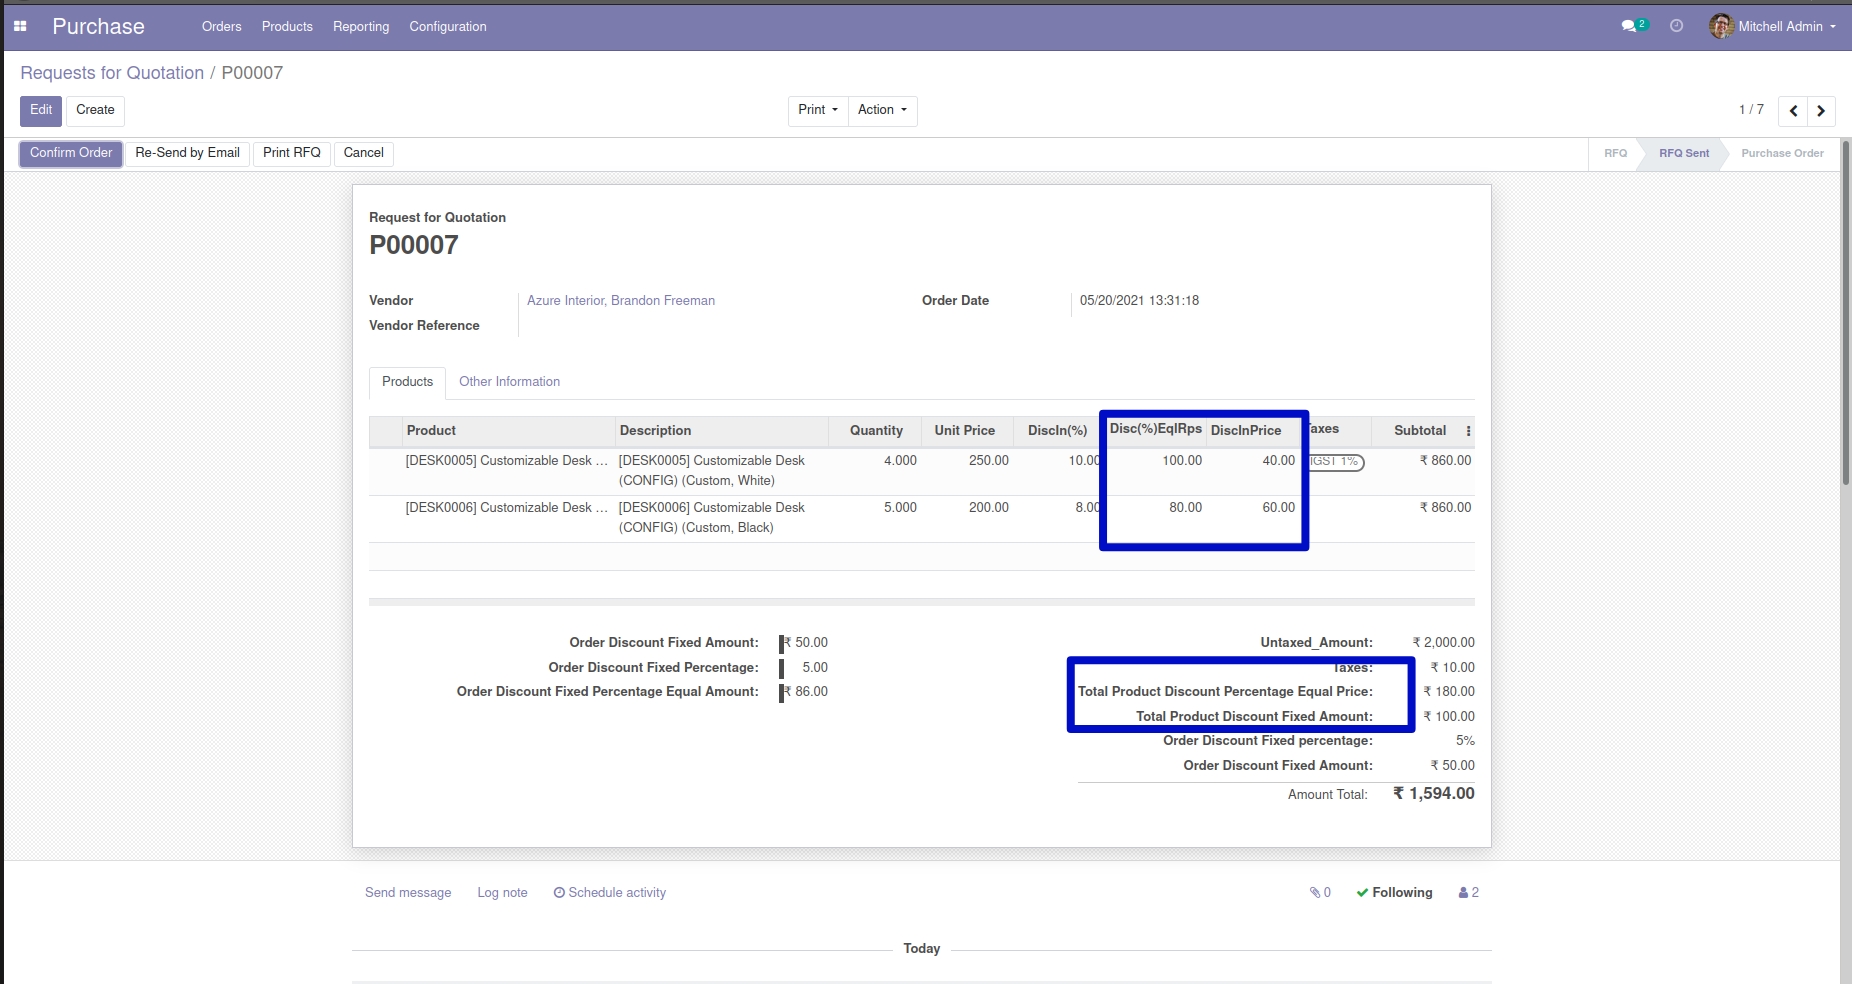 Purchase Orders Products Reporting Configuration 2 Mitchell Admin
Requests for Quotation / P00007
Edit Create Print Action 1 / 7
Confirm Order Re-Send by Email Print RFQ Cancel RFQ RFQ Sent Purchase Order
Request for Quotation
P00007
Vendor Azure Interior, Brandon Freeman Order Date 05/20/2021 13:31:18
Vendor Reference
Products Other Information
Product Description Quantity Unit Price DiscIn(%) Disc(%)EqlRps DiscInPrice Taxes Subtotal
[DESK0005] Customizable Desk ... [DESK0005] Customizable Desk 4.000 250.00 10.00 100.00 40.00 IGST 1% ₹ 860.00
(CONFIG) (Custom, White)
[DESK0006] Customizable Desk ... [DESK0006] Customizable Desk 5.000 200.00 8.00 80.00 60.00 ₹ 860.00
(CONFIG) (Custom, Black)
Order Discount Fixed Amount: ₹ 50.00 Untaxed_Amount: ₹ 2,000.00
Order Discount Fixed Percentage: 5.00 Taxes: ₹ 10.00
Order Discount Fixed Percentage Equal Amount: ₹ 86.00 Total Product Discount Percentage Equal Price: ₹ 180.00
Total Product Discount Fixed Amount: ₹ 100.00
Order Discount Fixed percentage: 5%
Order Discount Fixed Amount: ₹ 50.00
Amount Total: ₹ 1,594.00
Send message Log note Schedule activity 0 Following 2
Today